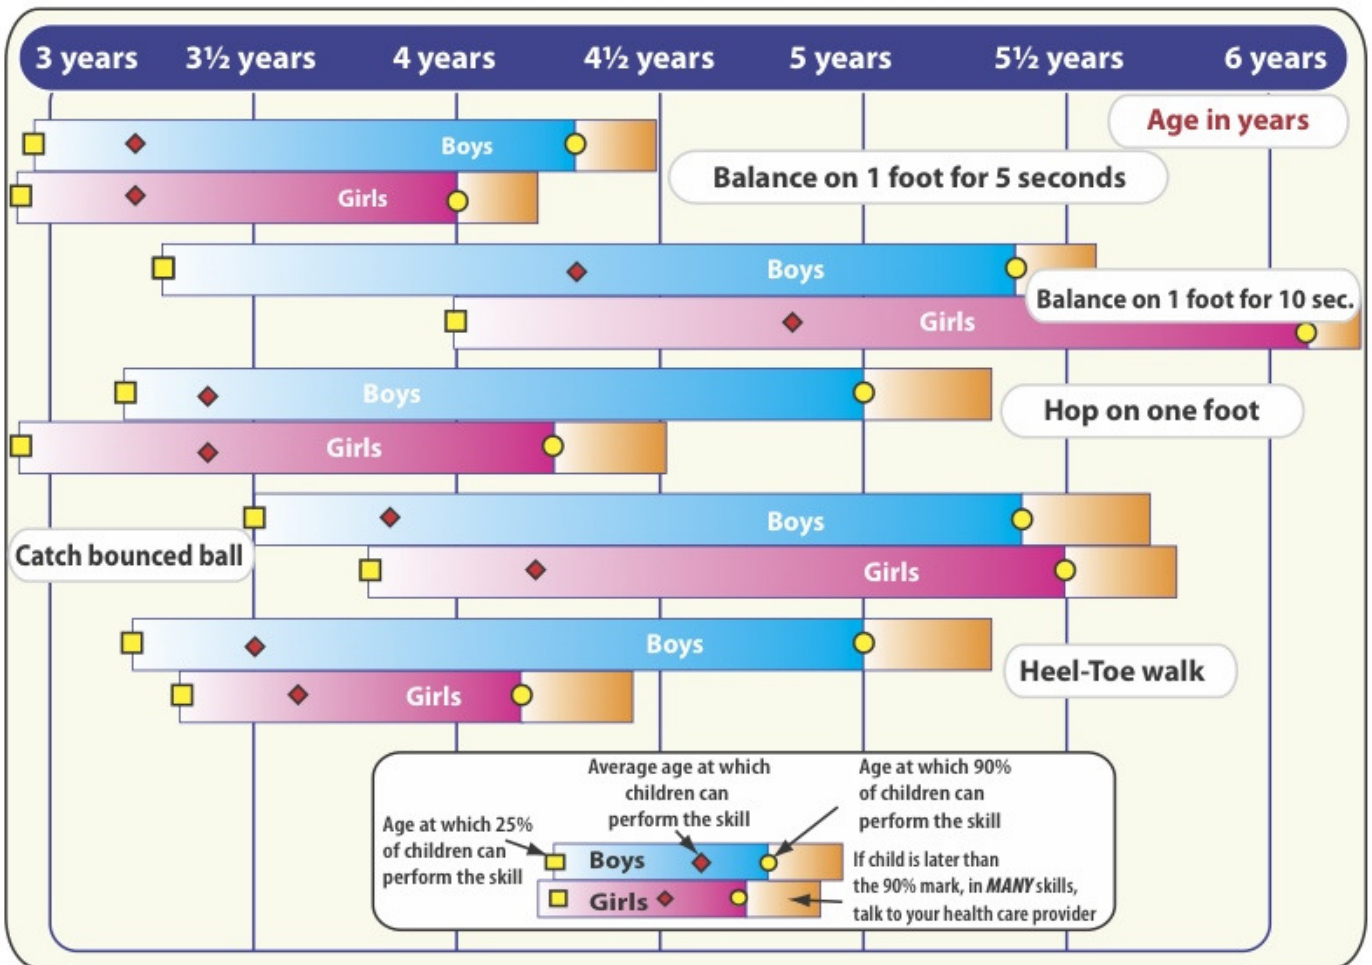 3 years 3½ years 4 years 4½ years 5 years 5½ years 6 years
Age in years
Boys
Balance on 1 foot for 5 seconds
Girls
Boys
Balance on 1 foot for 10 sec.
Girls
Boys
Hop on one foot
Girls
Boys
Catch bounced ball
Girls
Boys
Heel-Toe walk
Girls
Age at which 25%
of children can
perform the skill
Average age at which
children can
perform the skill
Age at which 90%
of children can
perform the skill
Boys
Girls
If child is later than
the 90% mark, in MANY skills,
talk to your health care provider